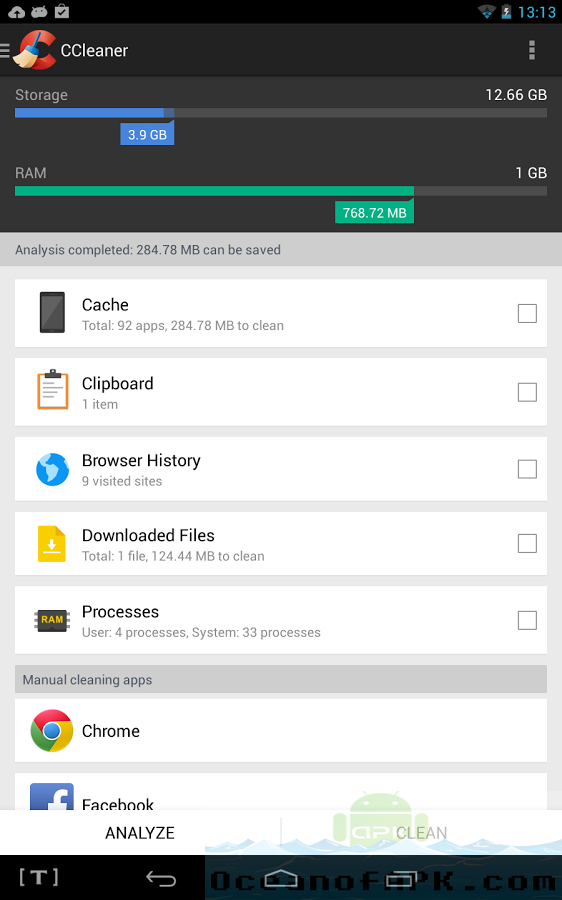 13:13
CCleaner
Storage
12.66 GB
3.9 GB
RAM
1 GB
768.72 MB
Analysis completed: 284.78 MB can be saved
Cache
Total: 92 apps, 284.78 MB to clean
Clipboard
1 item
Browser History
9 visited sites
Downloaded Files
Total: 1 file, 124.44 MB to clean
RAM
Processes
User: 4 processes, System: 33 processes
Manual cleaning apps
Chrome
Facebook
ANALYZE
CLEAN
APK
[T]
OceanofAPK.com